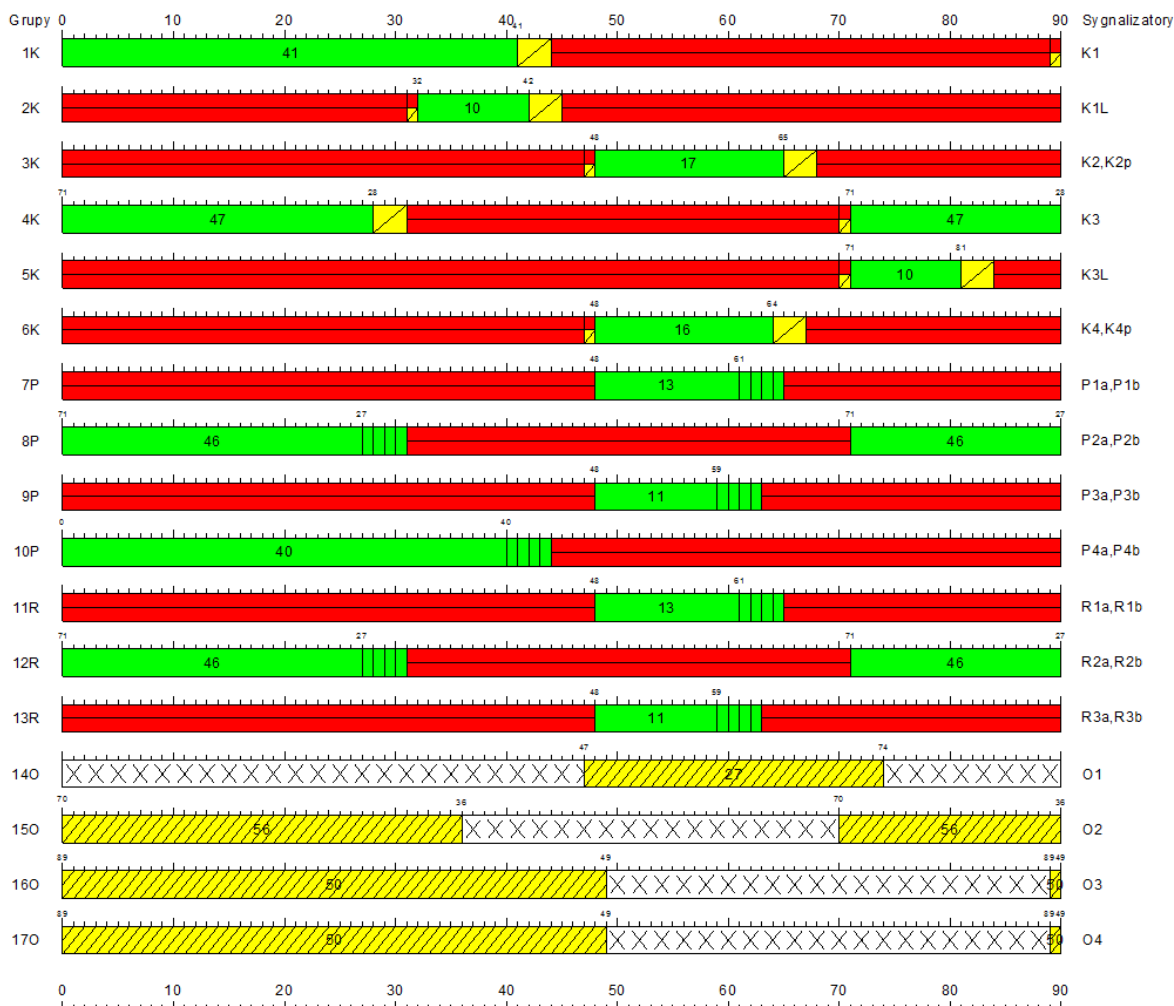 Grupy 0 10 20 30 40 50 60 70 80 90 Sygnalizatory
41
1K 41 K1
32 42
2K 10 K1L
48 65
3K 17 K2,K2p
71 28 71 28
4K 47 47 K3
71 81
5K 10 K3L
48 64
6K 16 K4,K4p
48 61
7P 13 P1a,P1b
71 27 71 27
8P 46 46 P2a,P2b
48 59
9P 11 P3a,P3b
0 40
10P 40 P4a,P4b
48 61
11R 13 R1a,R1b
71 27 71 27
12R 46 46 R2a,R2b
48 59
13R 11 R3a,R3b
47 74
14O 27 O1
70 36 70 36
15O 56 56 O2
89 49 89 49
16O 50 50 O3
89 49 89 49
17O 50 50 O4
0 10 20 30 40 50 60 70 80 90